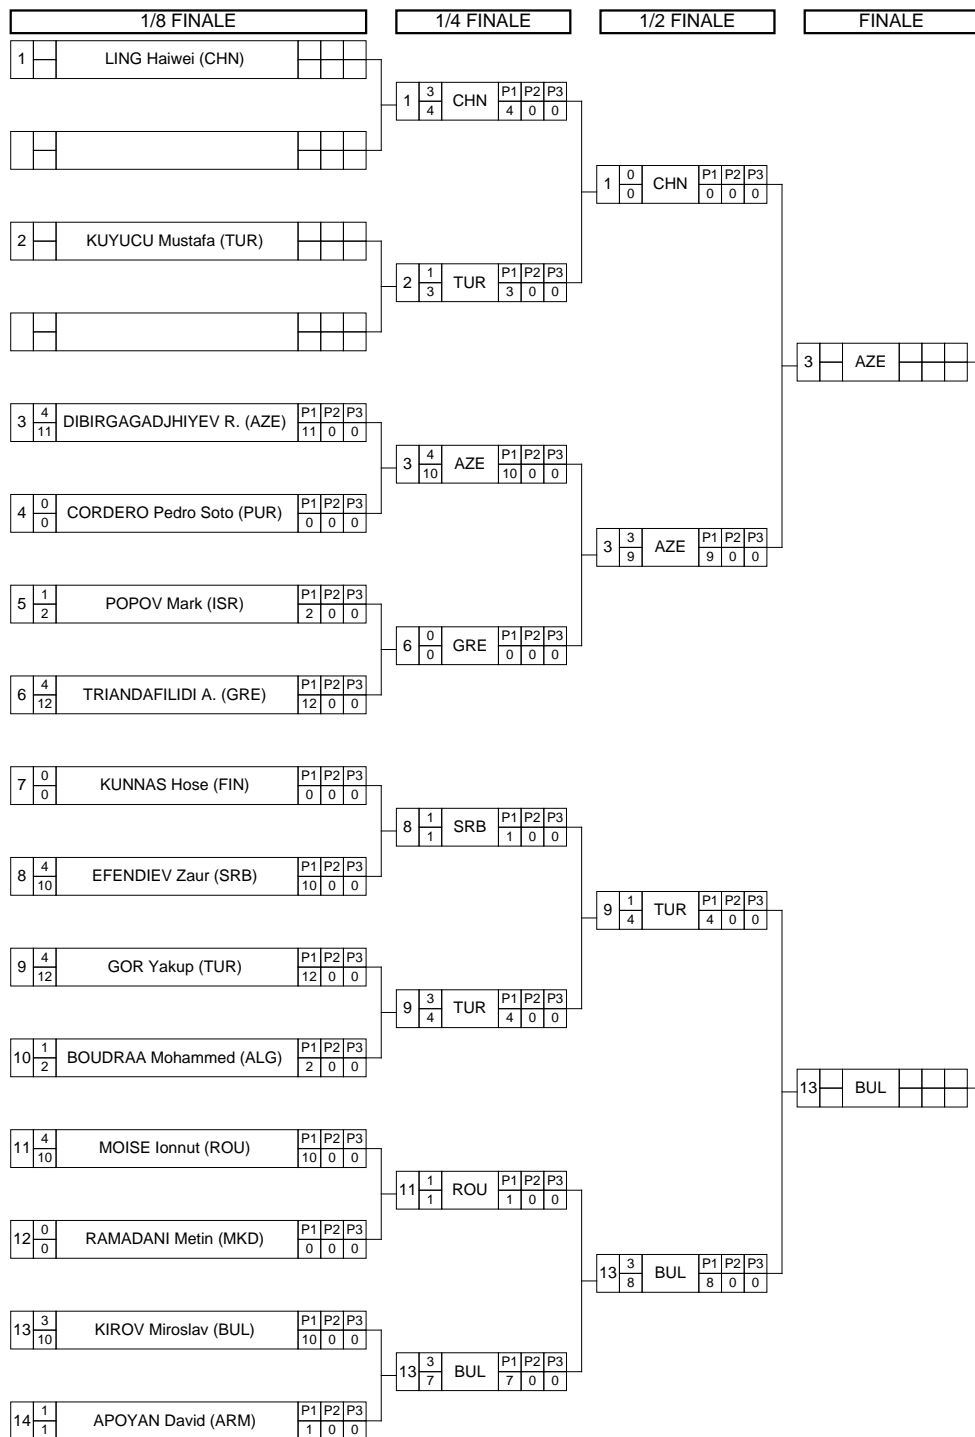 1/8 FINALE 1/4 FINALE 1/2 FINALE FINALE
1 LING Haiwei (CHN)
1 3 4 CHN P1 P2 P3 4 0 0
1 0 0 CHN P1 P2 P3 0 0 0
2 KUYUCU Mustafa (TUR)
2 1 3 TUR P1 P2 P3 3 0 0
3 AZE
3 4 11 DIBIRGAGADJHIYEV R. (AZE) P1 P2 P3 11 0 0
3 4 10 AZE P1 P2 P3 10 0 0
4 0 0 CORDERO Pedro Soto (PUR) P1 P2 P3 0 0 0
3 3 9 AZE P1 P2 P3 9 0 0
5 1 2 POPOV Mark (ISR) P1 P2 P3 2 0 0
6 0 0 GRE P1 P2 P3 0 0 0
6 4 12 TRIANDAFILIDI A. (GRE) P1 P2 P3 12 0 0
7 0 0 KUNNAS Hose (FIN) P1 P2 P3 0 0 0
8 1 1 SRB P1 P2 P3 1 0 0
8 4 10 EFENDIEV Zaur (SRB) P1 P2 P3 10 0 0
9 1 4 TUR P1 P2 P3 4 0 0
9 4 12 GOR Yakup (TUR) P1 P2 P3 12 0 0
9 3 4 TUR P1 P2 P3 4 0 0
10 1 2 BOUDRAA Mohammed (ALG) P1 P2 P3 2 0 0
13 BUL
11 4 10 MOISE Ionnut (ROU) P1 P2 P3 10 0 0
11 1 1 ROU P1 P2 P3 1 0 0
12 0 0 RAMADANI Metin (MKD) P1 P2 P3 0 0 0
13 3 8 BUL P1 P2 P3 8 0 0
13 3 10 KIROV Miroslav (BUL) P1 P2 P3 10 0 0
13 3 7 BUL P1 P2 P3 7 0 0
14 1 1 APOYAN David (ARM) P1 P2 P3 1 0 0